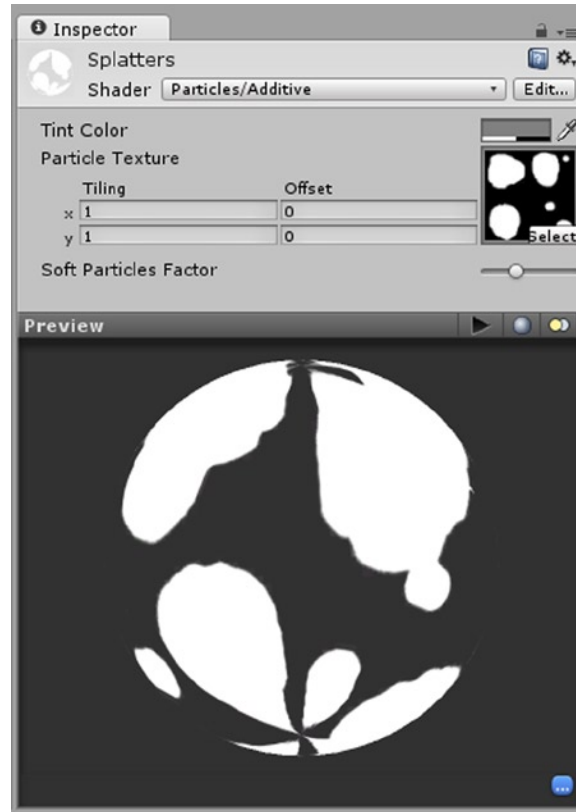 Inspector
Splatters
Shader Particles/Additive Edit...
Tint Color
Particle Texture
Tiling Offset
x 1 0
y 1 0
Select
Soft Particles Factor
Preview